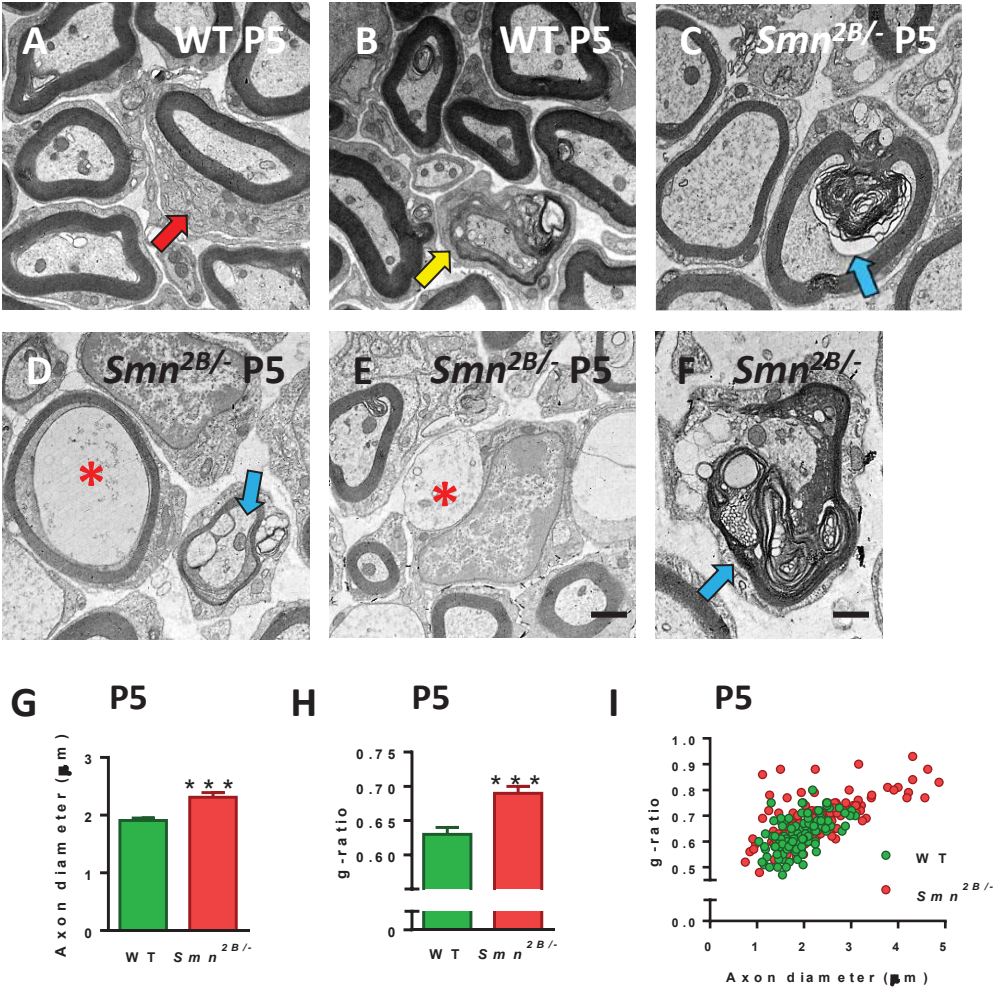 A WT P5
B WT P5
C Smn2B/- P5
D Smn2B/- P5
E Smn2B/- P5
F Smn2B/-
*
*
G P5
H P5
I P5
Axon diameter (μm)
3
2
1
0
***
WT Smn2B/-
g-ratio
0.75
0.70
0.65
0.60
0
***
WT Smn2B/-
g-ratio
1.0
0.9
0.8
0.7
0.6
0.5
0.0
WT
Smn2B/-
0 1 2 3 4 5
Axon diameter (μm)